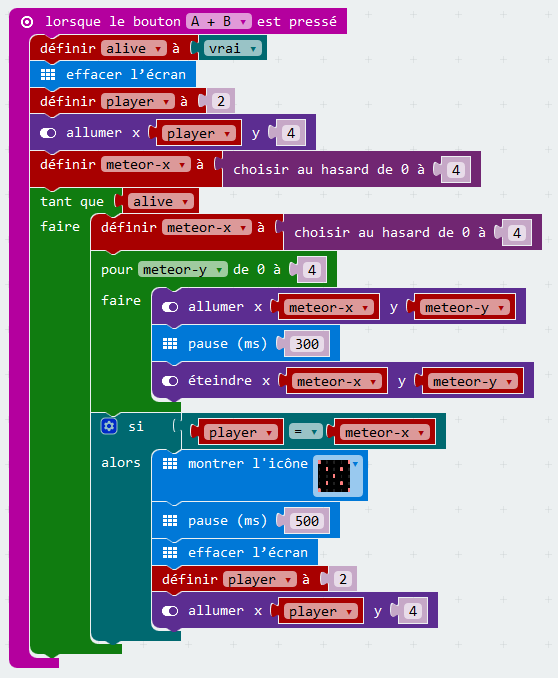 lorsque le bouton A + B est pressé
définir alive à vrai
effacer l'écran
définir player à 2
allumer x player y 4
définir meteor-x à choisir au hasard de 0 à 4
tant que alive
faire définir meteor-x à choisir au hasard de 0 à 4
pour meteor-y de 0 à 4
faire allumer x meteor-x y meteor-y
pause (ms) 300
éteindre x meteor-x y meteor-y
si player = meteor-x
alors montrer l'icône
pause (ms) 500
effacer l'écran
définir player à 2
allumer x player y 4